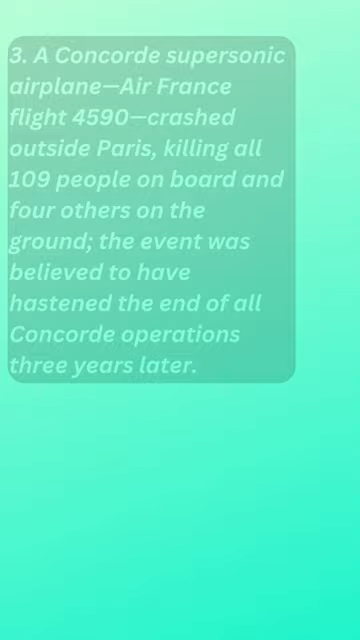 3. A Concorde supersonic
airplane—Air France
flight 4590—crashed
outside Paris, killing all
109 people on board and
four others on the
ground; the event was
believed to have
hastened the end of all
Concorde operations
three years later.